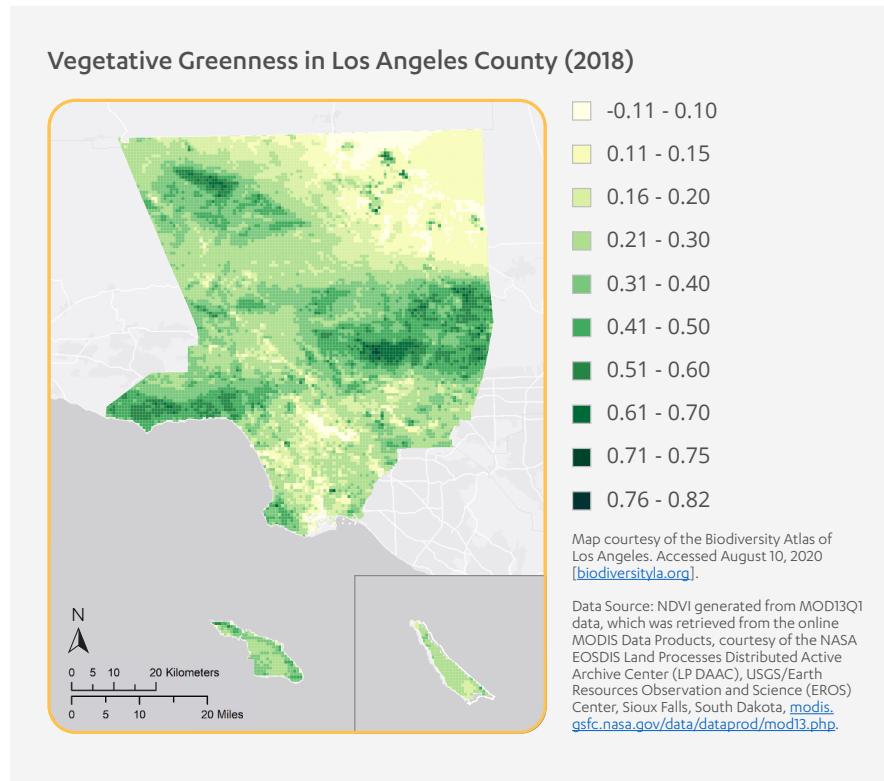 Vegetative Greenness in Los Angeles County (2018)
-0.11 - 0.10
0.11 - 0.15
0.16 - 0.20
0.21 - 0.30
0.31 - 0.40
0.41 - 0.50
0.51 - 0.60
0.61 - 0.70
0.71 - 0.75
0.76 - 0.82
Map courtesy of the Biodiversity Atlas of
Los Angeles. Accessed August 10, 2020
[biodiversityla.org].
Data Source: NDVI generated from MOD13Q1
data, which was retrieved from the online
MODIS Data Products, courtesy of the NASA
EOSDIS Land Processes Distributed Active
Archive Center (LP DAAC), USGS/Earth
Resources Observation and Science (EROS)
Center, Sioux Falls, South Dakota, modis.
gsfc.nasa.gov/data/dataprod/mod13.php.
N
0 5 10 20 Kilometers
0 5 10 20 Miles